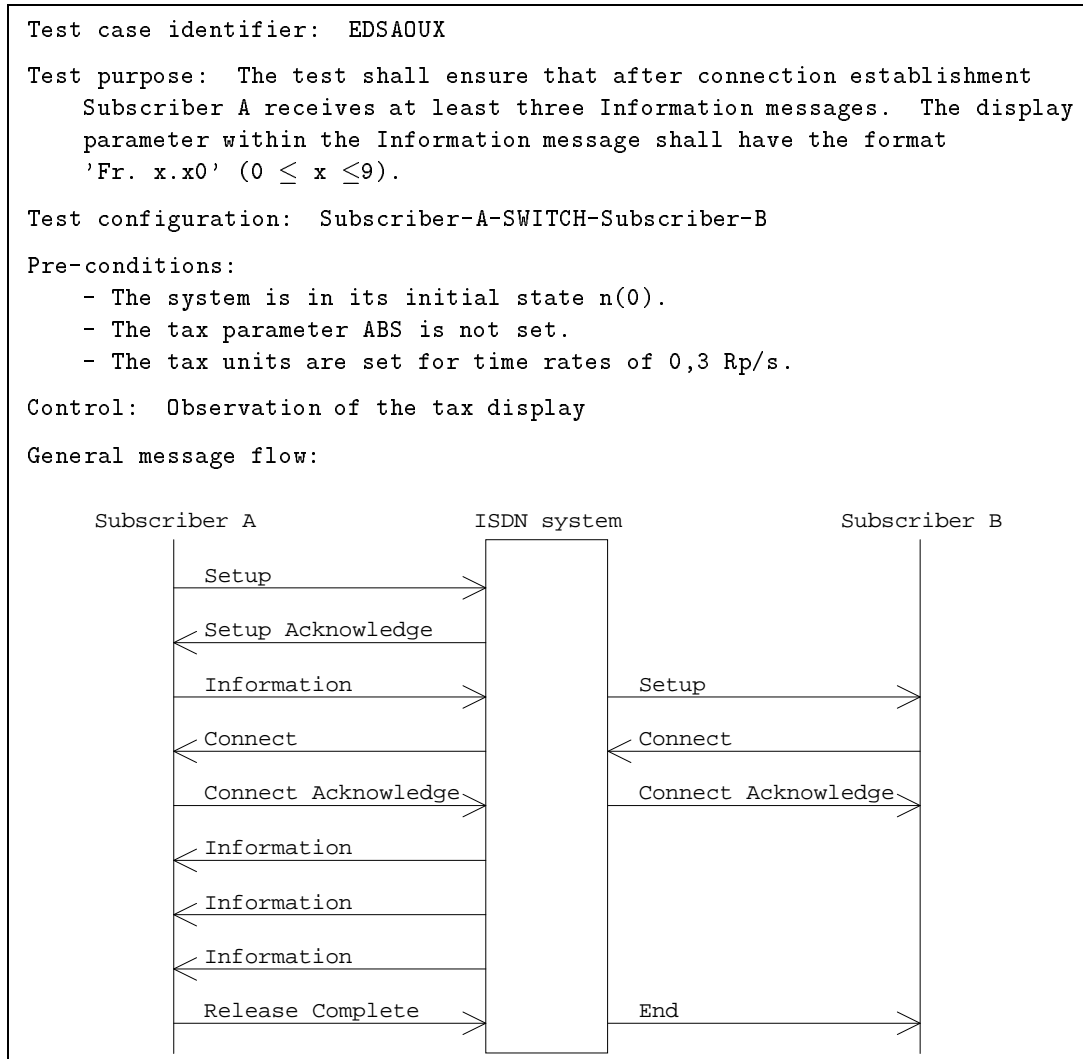 Test case identifier: EDSAOUX
Test purpose: The test shall ensure that after connection establishment
Subscriber A receives at least three Information messages. The display
parameter within the Information message shall have the format
'Fr. x.x0' (0 ≤ x ≤9).
Test configuration: Subscriber-A-SWITCH-Subscriber-B
Pre-conditions:
- The system is in its initial state n(0).
- The tax parameter ABS is not set.
- The tax units are set for time rates of 0,3 Rp/s.
Control: Observation of the tax display
General message flow:
Subscriber A ISDN system Subscriber B
Setup
Setup Acknowledge
Information Setup
Connect Connect
Connect Acknowledge Connect Acknowledge
Information
Information
Information
Release Complete End